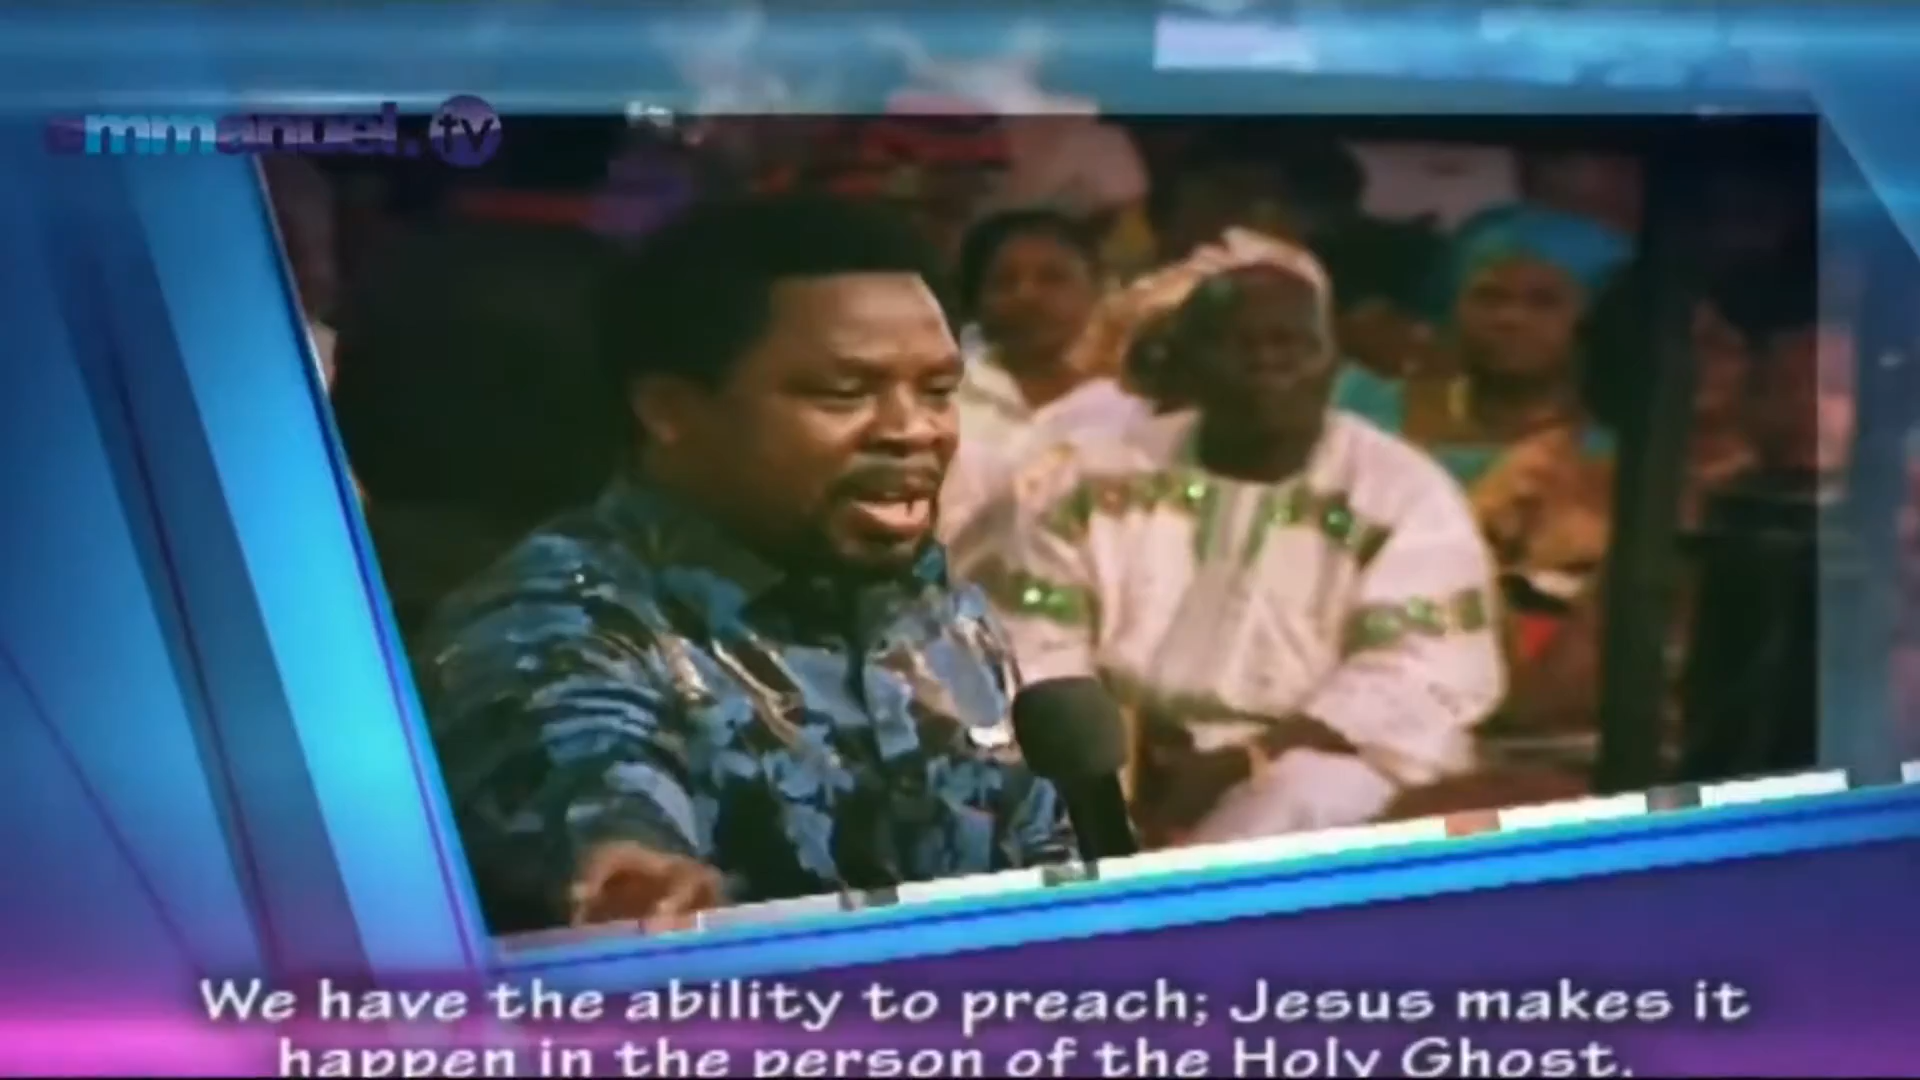 emmanuel.tv
We have the ability to preach; Jesus makes it
happen in the person of the Holy Ghost.